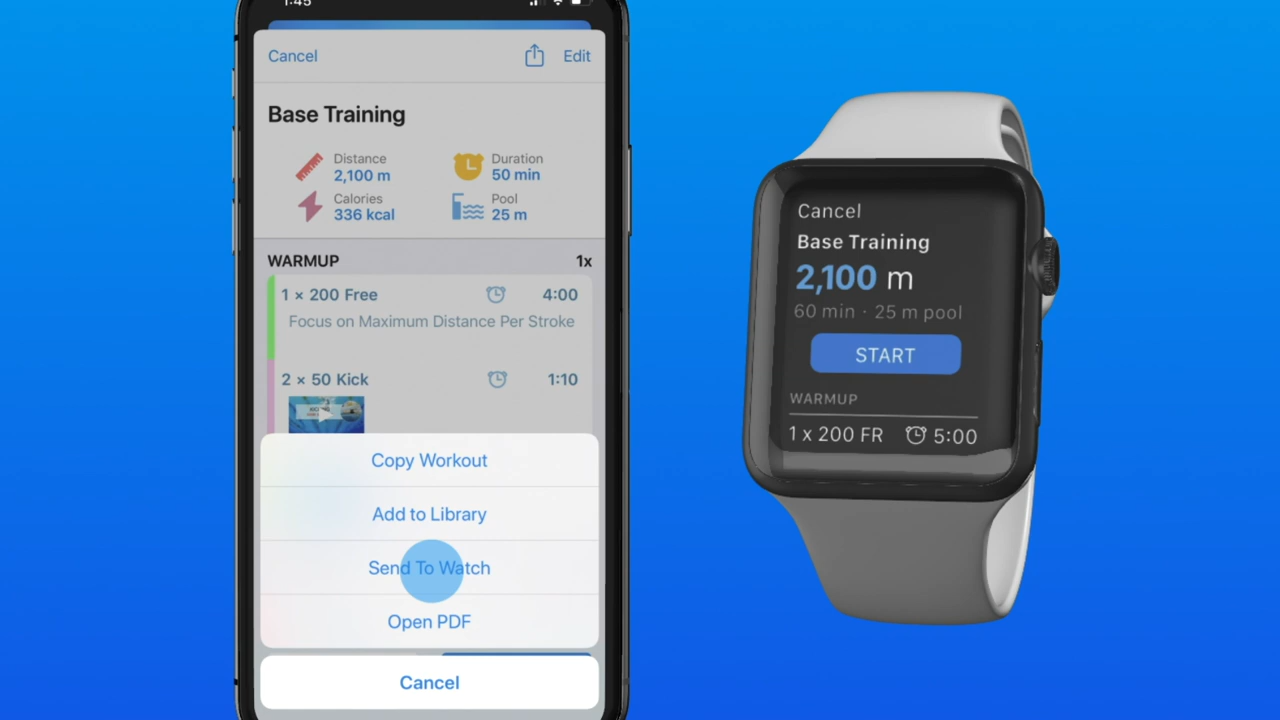 1:45
Cancel
Edit
Base Training
Distance
2,100 m
Duration
50 min
Calories
336 kcal
Pool
25 m
WARMUP 1x
1 × 200 Free 4:00
Focus on Maximum Distance Per Stroke
2 × 50 Kick 1:10
Copy Workout
Add to Library
Send To Watch
Open PDF
Cancel
Cancel
Base Training
2,100 m
60 min · 25 m pool
START
WARMUP
1 x 200 FR 5:00